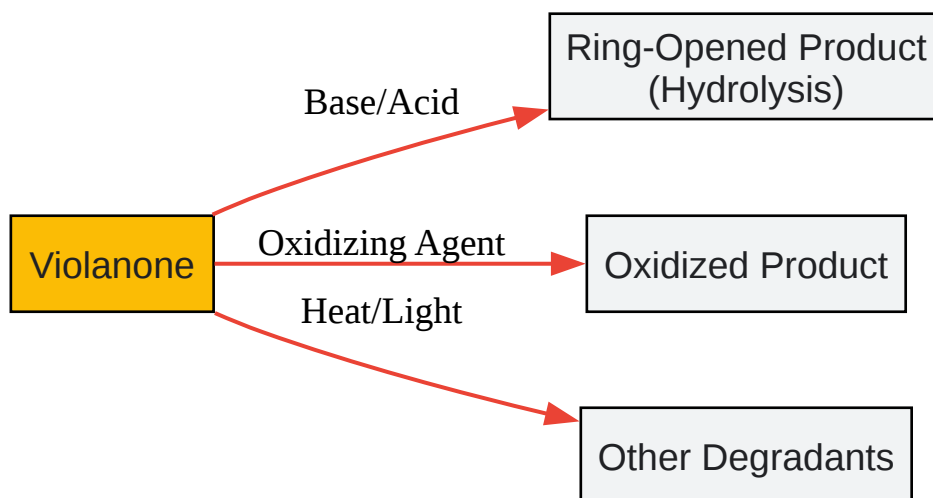 Ring-Opened Product
(Hydrolysis)
Base/Acid
Violanone
Oxidizing Agent
Oxidized Product
Heat/Light
Other Degradants